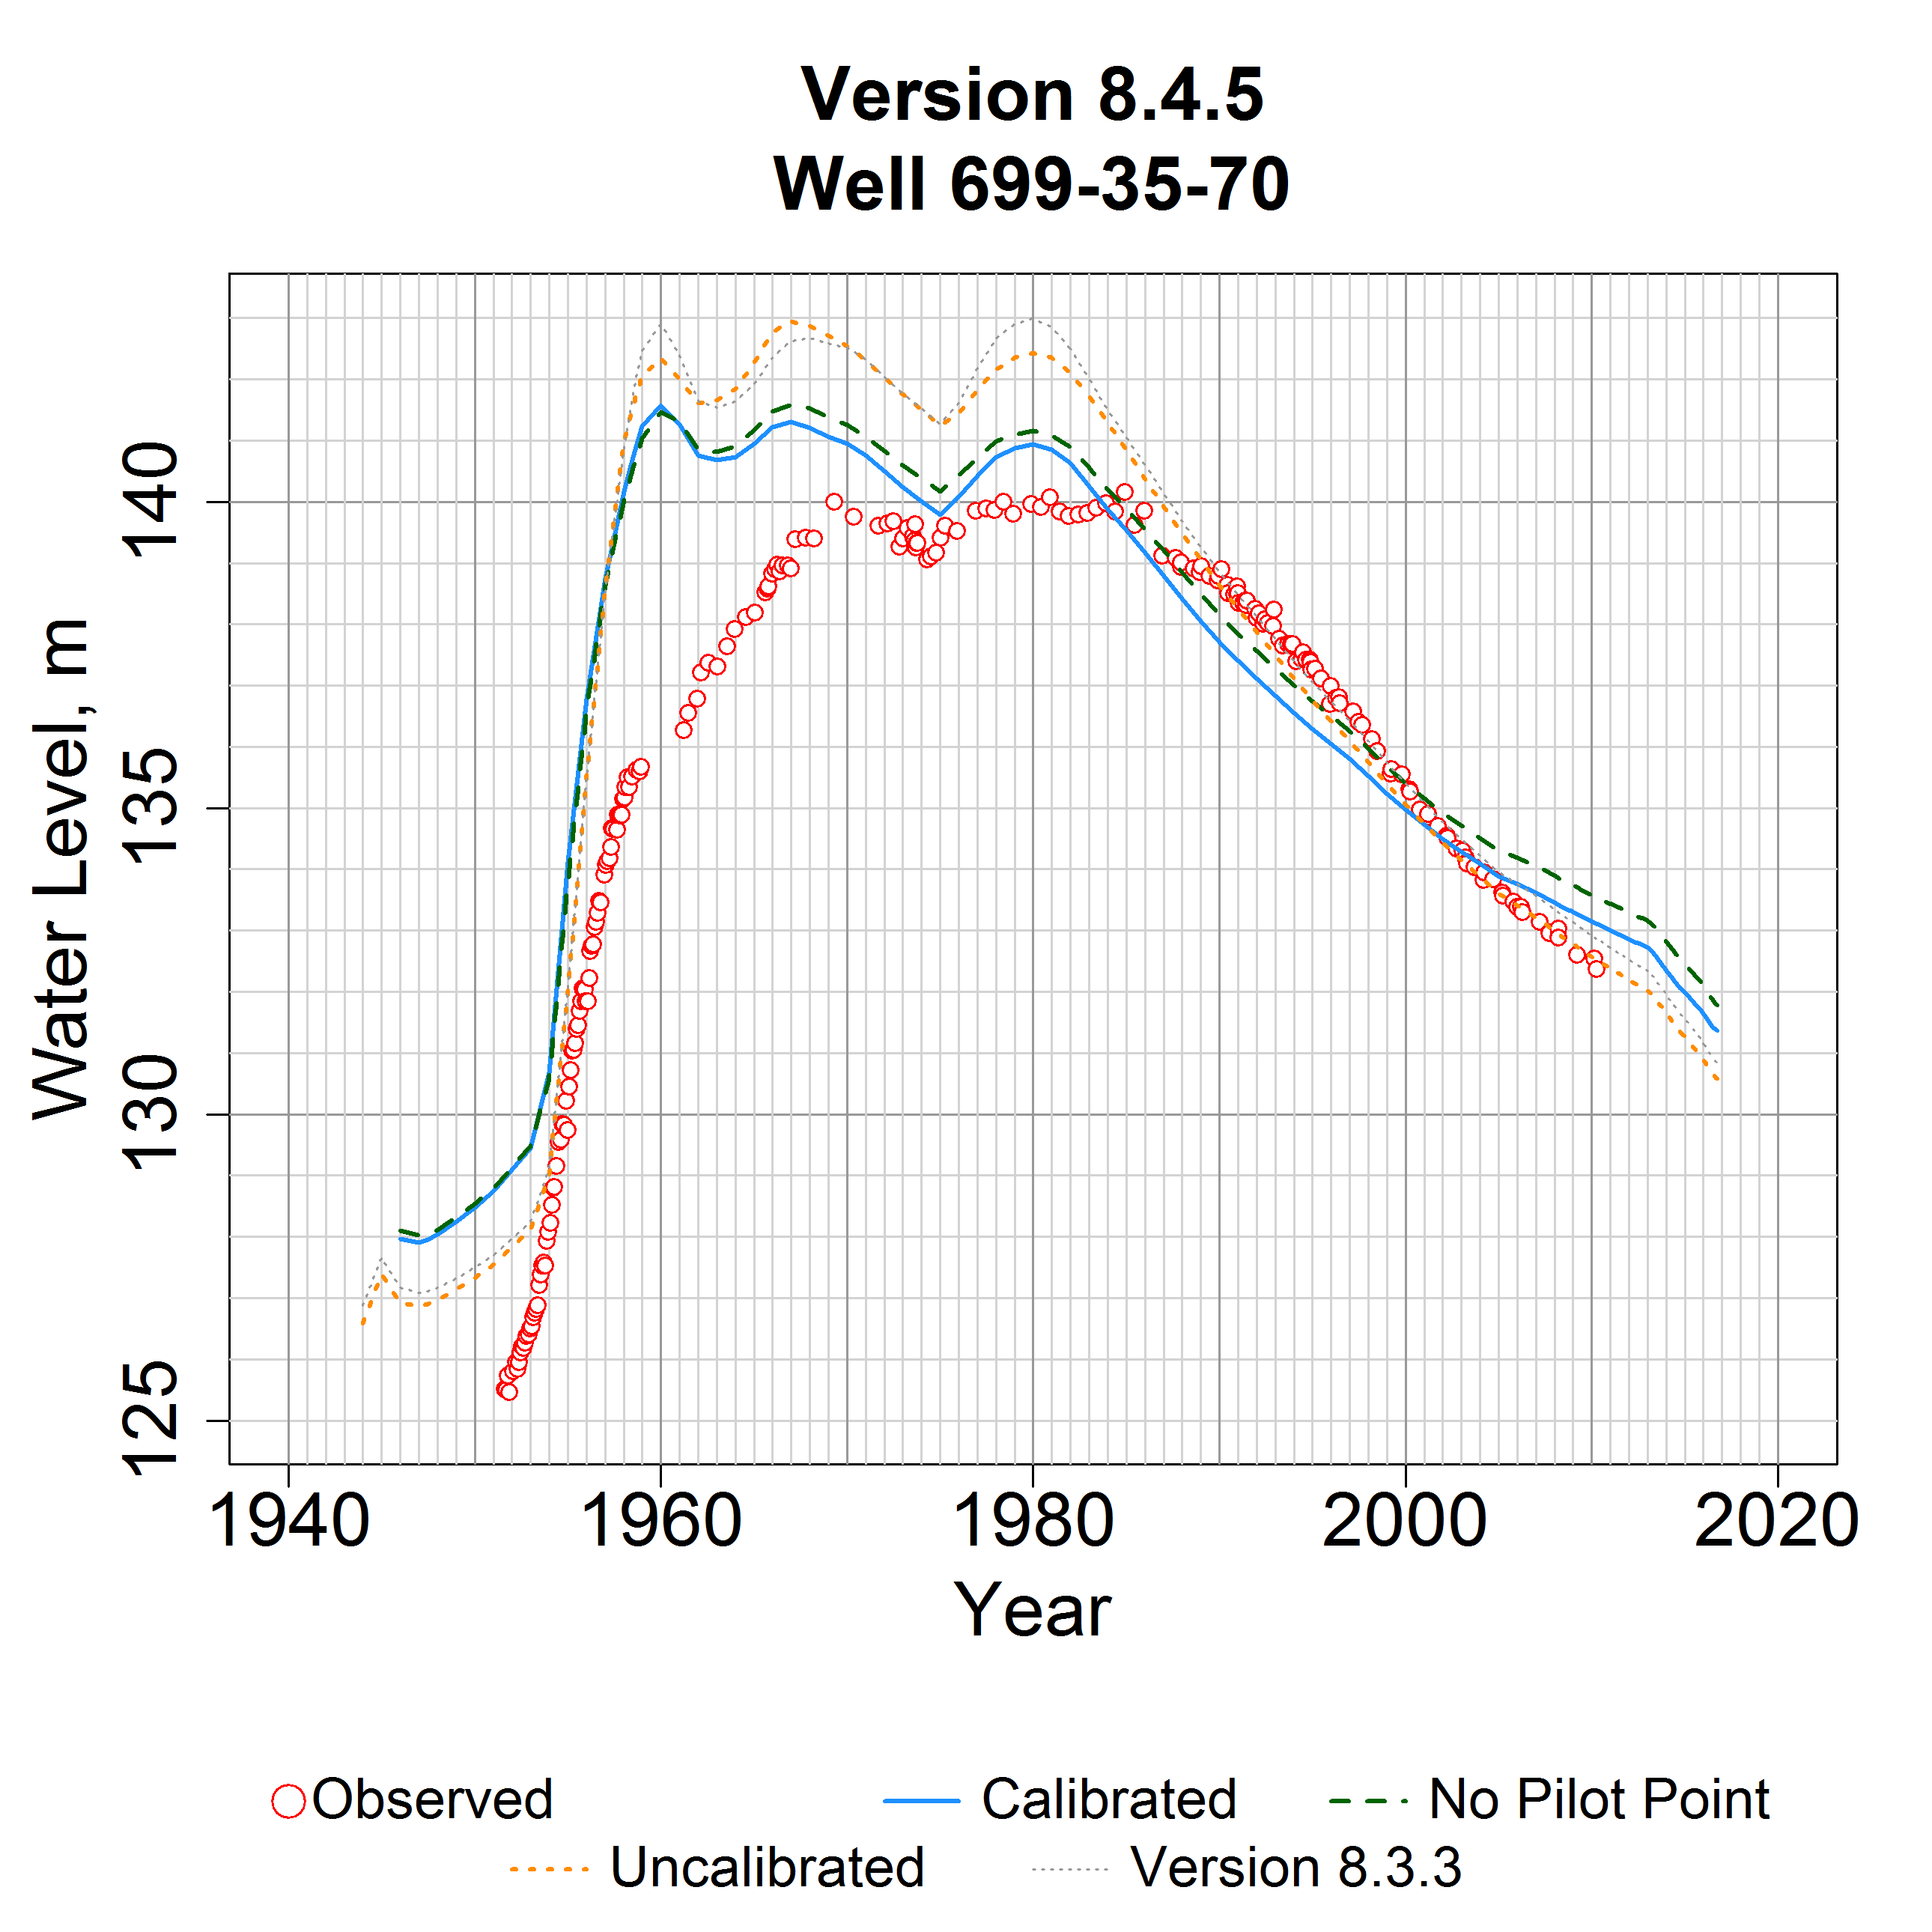 Version 8.4.5
Well 699-35-70
Water Level, m
140
135
130
125
1940 1960 1980 2000 2020
Year
Observed Calibrated No Pilot Point
Uncalibrated Version 8.3.3